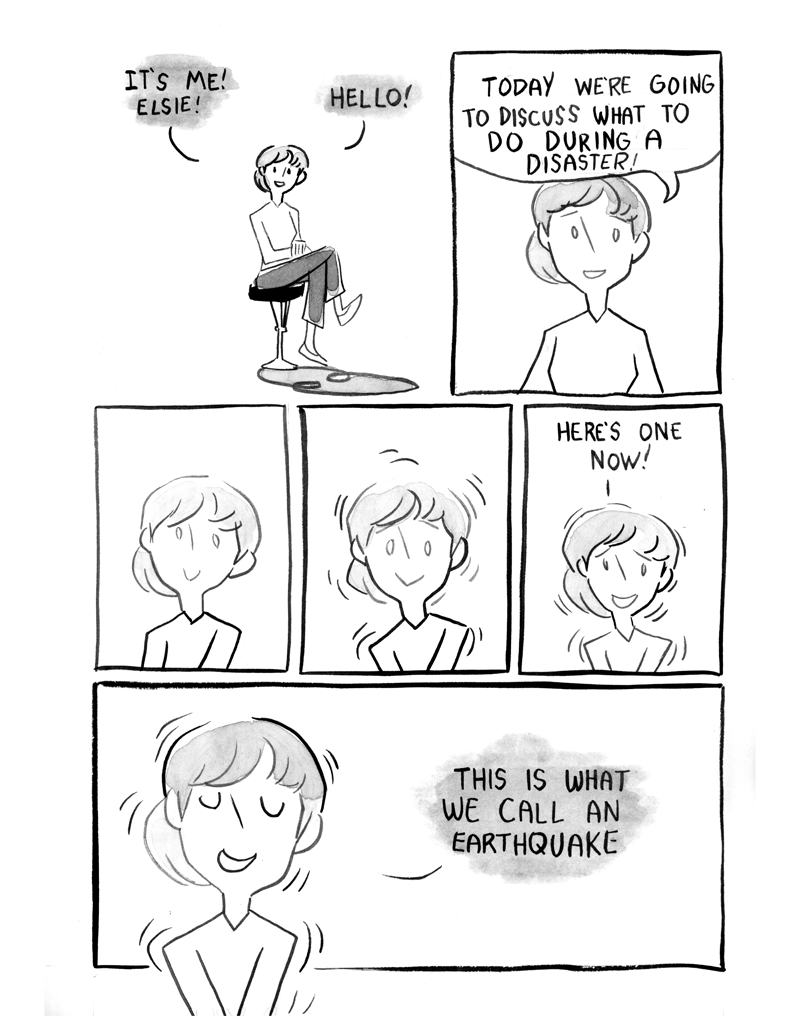 IT'S ME!
ELSIE!
HELLO!
TODAY WE'RE GOING
TO DISCUSS WHAT TO
DO DURING A
DISASTER!
HERE'S ONE
NOW!
THIS IS WHAT
WE CALL AN
EARTHQUAKE